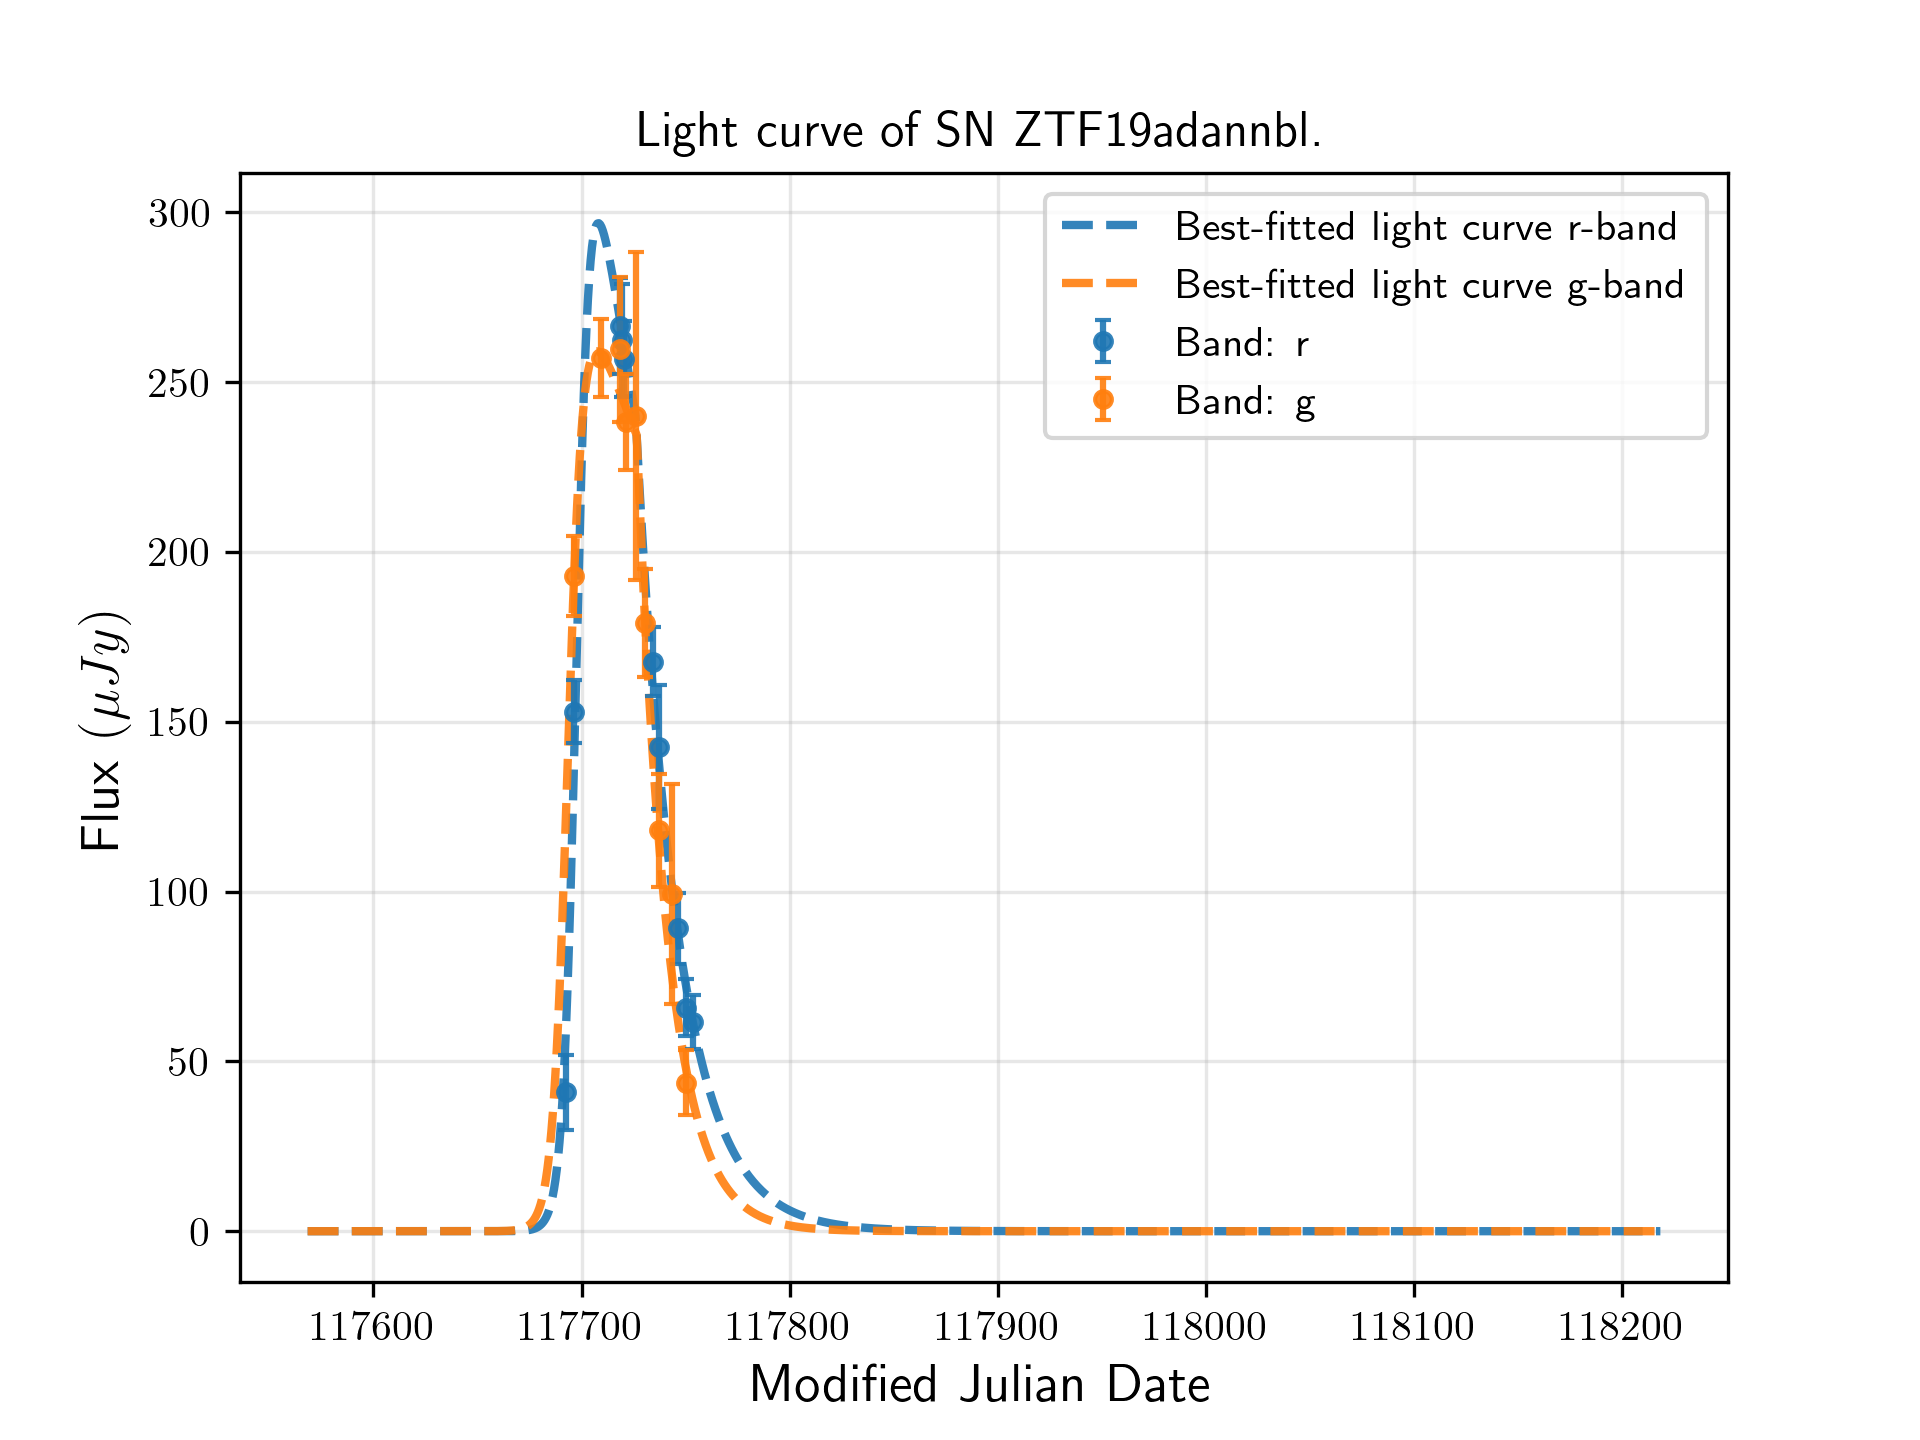 Light curve of SN ZTF19adannbl.
300
250
200
150
100
50
0
Flux (μJy)
Best-fitted light curve r-band
Best-fitted light curve g-band
Band: r
Band: g
117600 117700 117800 117900 118000 118100 118200
Modified Julian Date